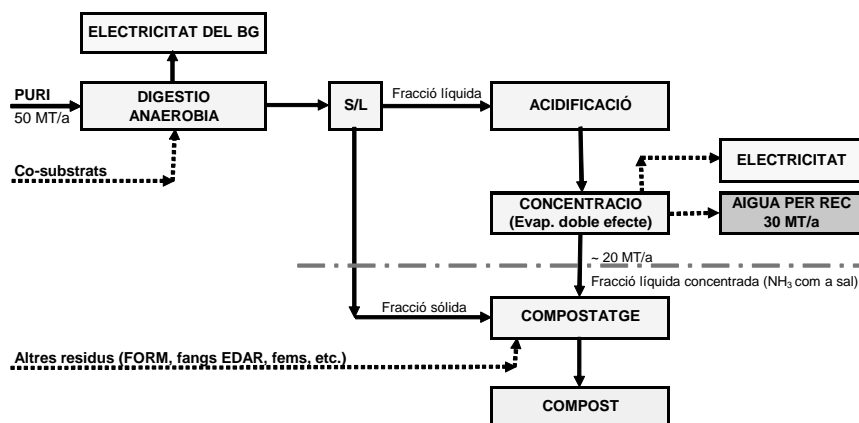 ELECTRICITAT DEL BG
PURI
50 MT/a
DIGESTIO
ANAEROBIA
S/L
Fracció líquida
ACIDIFICACIÓ
Co-substrats
ELECTRICITAT
CONCENTRACIO
(Evap. doble efecte)
AIGUA PER REC
30 MT/a
~ 20 MT/a
Fracció líquida concentrada (NH₃ com a sal)
Fracció sólida
COMPOSTATGE
Altres residus (FORM, fangs EDAR, fems, etc.)
COMPOST